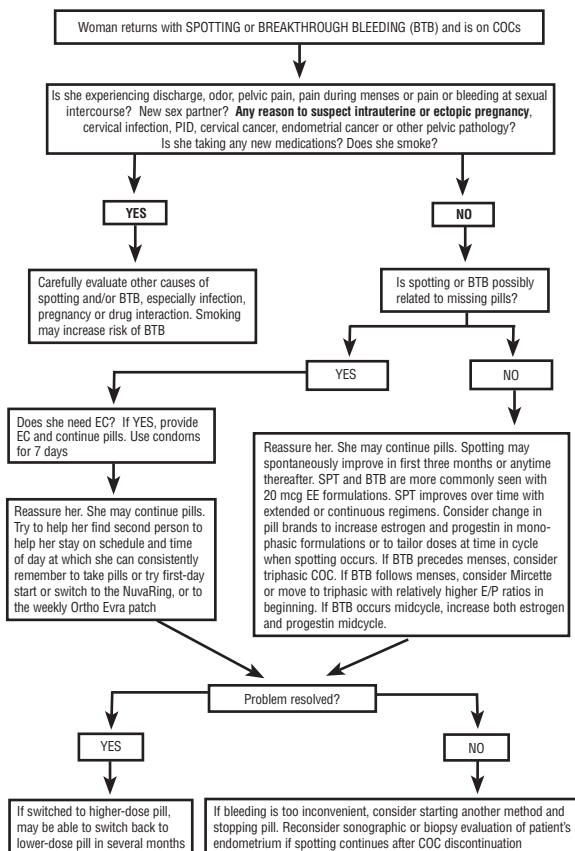 Woman returns with SPOTTING or BREAKTHROUGH BLEEDING (BTB) and is on COCs
Is she experiencing discharge, odor, pelvic pain, pain during menses or pain or bleeding at sexual
intercourse? New sex partner? Any reason to suspect intrauterine or ectopic pregnancy,
cervical infection, PID, cervical cancer, endometrial cancer or other pelvic pathology?
Is she taking any new medications? Does she smoke?
YES
NO
Carefully evaluate other causes of
spotting and/or BTB, especially infection,
pregnancy or drug interaction. Smoking
may increase risk of BTB
Is spotting or BTB possibly
related to missing pills?
YES
NO
Does she need EC? If YES, provide
EC and continue pills. Use condoms
for 7 days
Reassure her. She may continue pills.
Try to help her find second person to
help her stay on schedule and time
of day at which she can consistently
remember to take pills or try first-day
start or switch to the NuvaRing, or to
the weekly Ortho Evra patch
Reassure her. She may continue pills. Spotting may
spontaneously improve in first three months or anytime
thereafter. SPT and BTB are more commonly seen with
20 mcg EE formulations. SPT improves over time with
extended or continuous regimens. Consider change in
pill brands to increase estrogen and progestin in mono-
phasic formulations or to tailor doses at time in cycle
when spotting occurs. If BTB precedes menses, consider
triphasic COC. If BTB follows menses, consider Mircette
or move to triphasic with relatively higher E/P ratios in
beginning. If BTB occurs midcycle, increase both estrogen
and progestin midcycle.
Problem resolved?
YES
NO
If switched to higher-dose pill,
may be able to switch back to
lower-dose pill in several months
If bleeding is too inconvenient, consider starting another method and
stopping pill. Reconsider sonographic or biopsy evaluation of patient's
endometrium if spotting continues after COC discontinuation